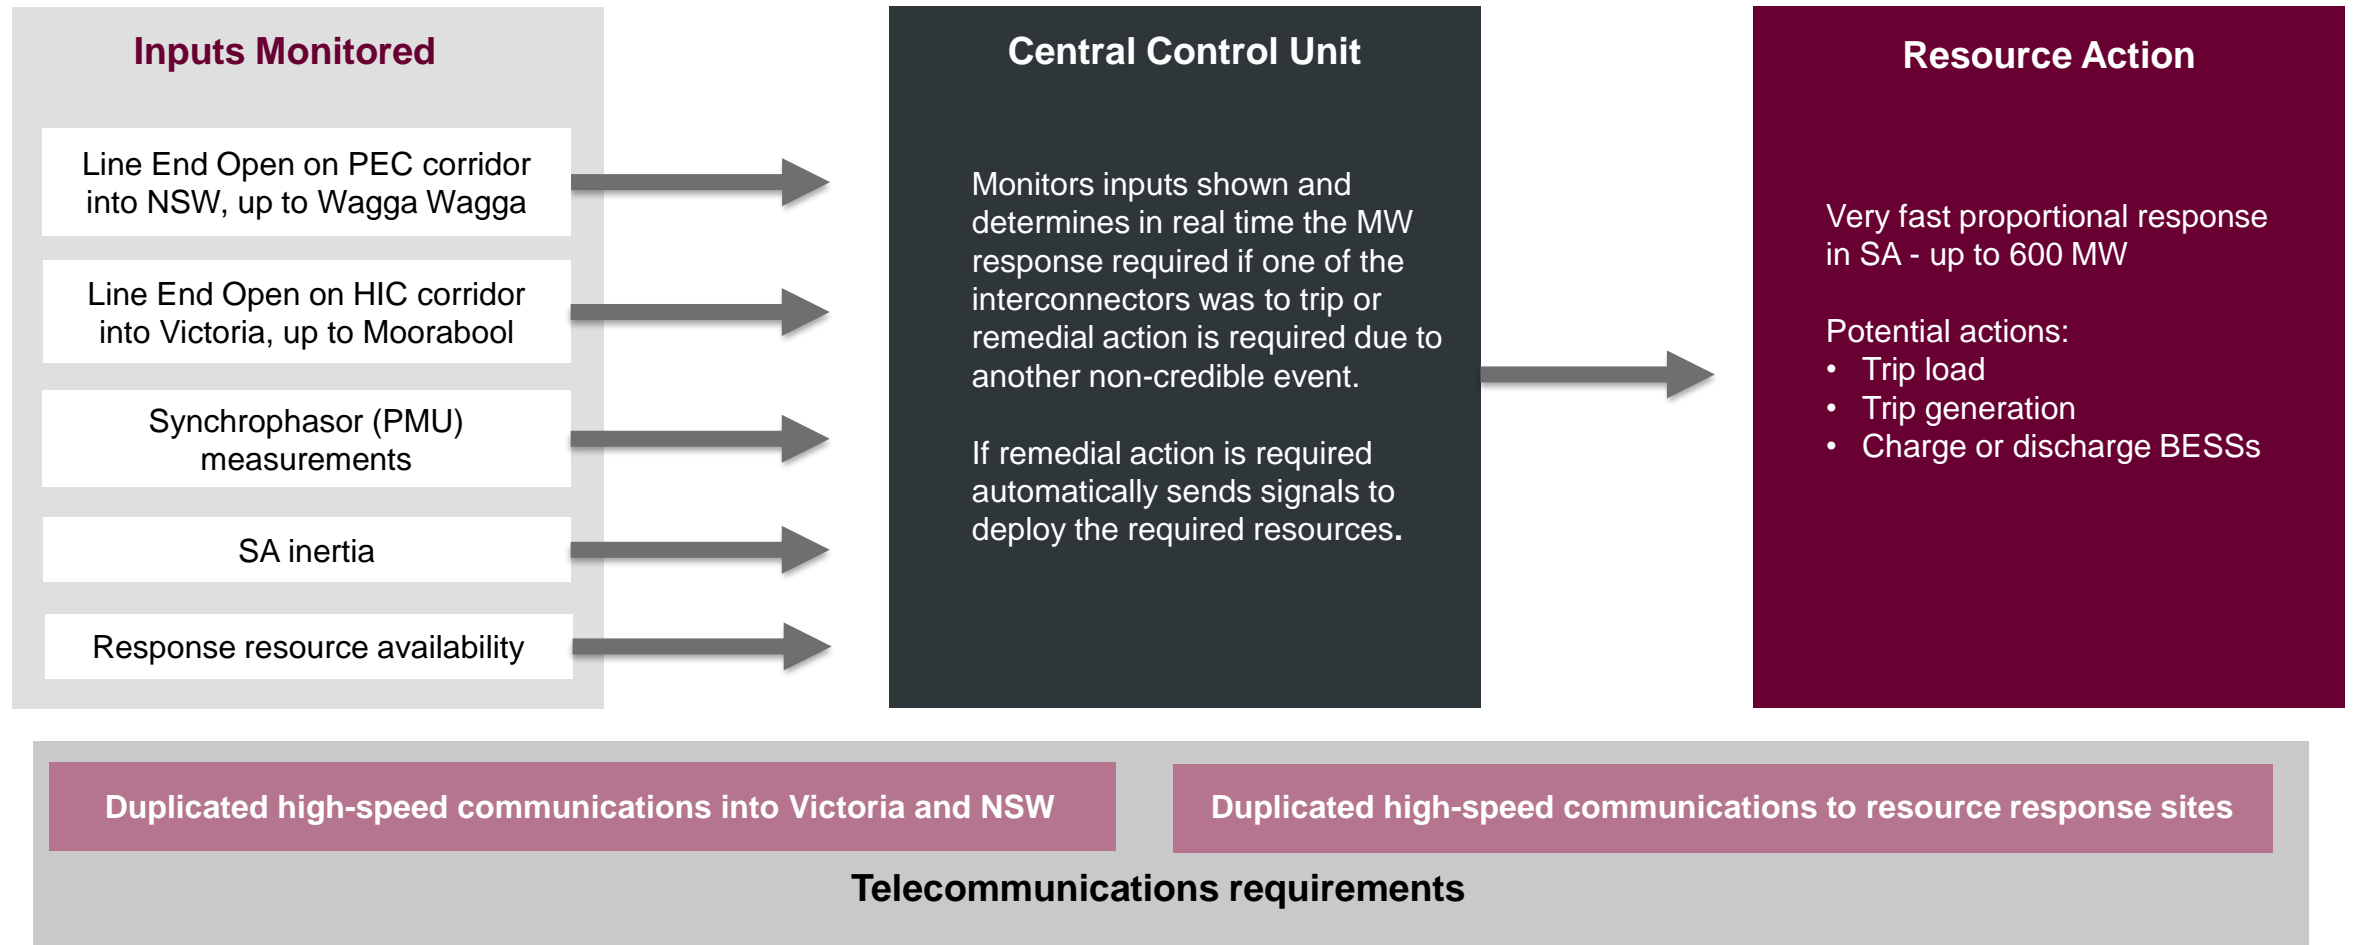 Inputs Monitored
Line End Open on PEC corridor
into NSW, up to Wagga Wagga
Line End Open on HIC corridor
into Victoria, up to Moorabool
Synchrophasor (PMU)
measurements
SA inertia
Response resource availability
Central Control Unit
Monitors inputs shown and
determines in real time the MW
response required if one of the
interconnectors was to trip or
remedial action is required due to
another non-credible event.
If remedial action is required
automatically sends signals to
deploy the required resources.
Resource Action
Very fast proportional response
in SA - up to 600 MW
Potential actions:
• Trip load
• Trip generation
• Charge or discharge BESSs
Duplicated high-speed communications into Victoria and NSW
Duplicated high-speed communications to resource response sites
Telecommunications requirements